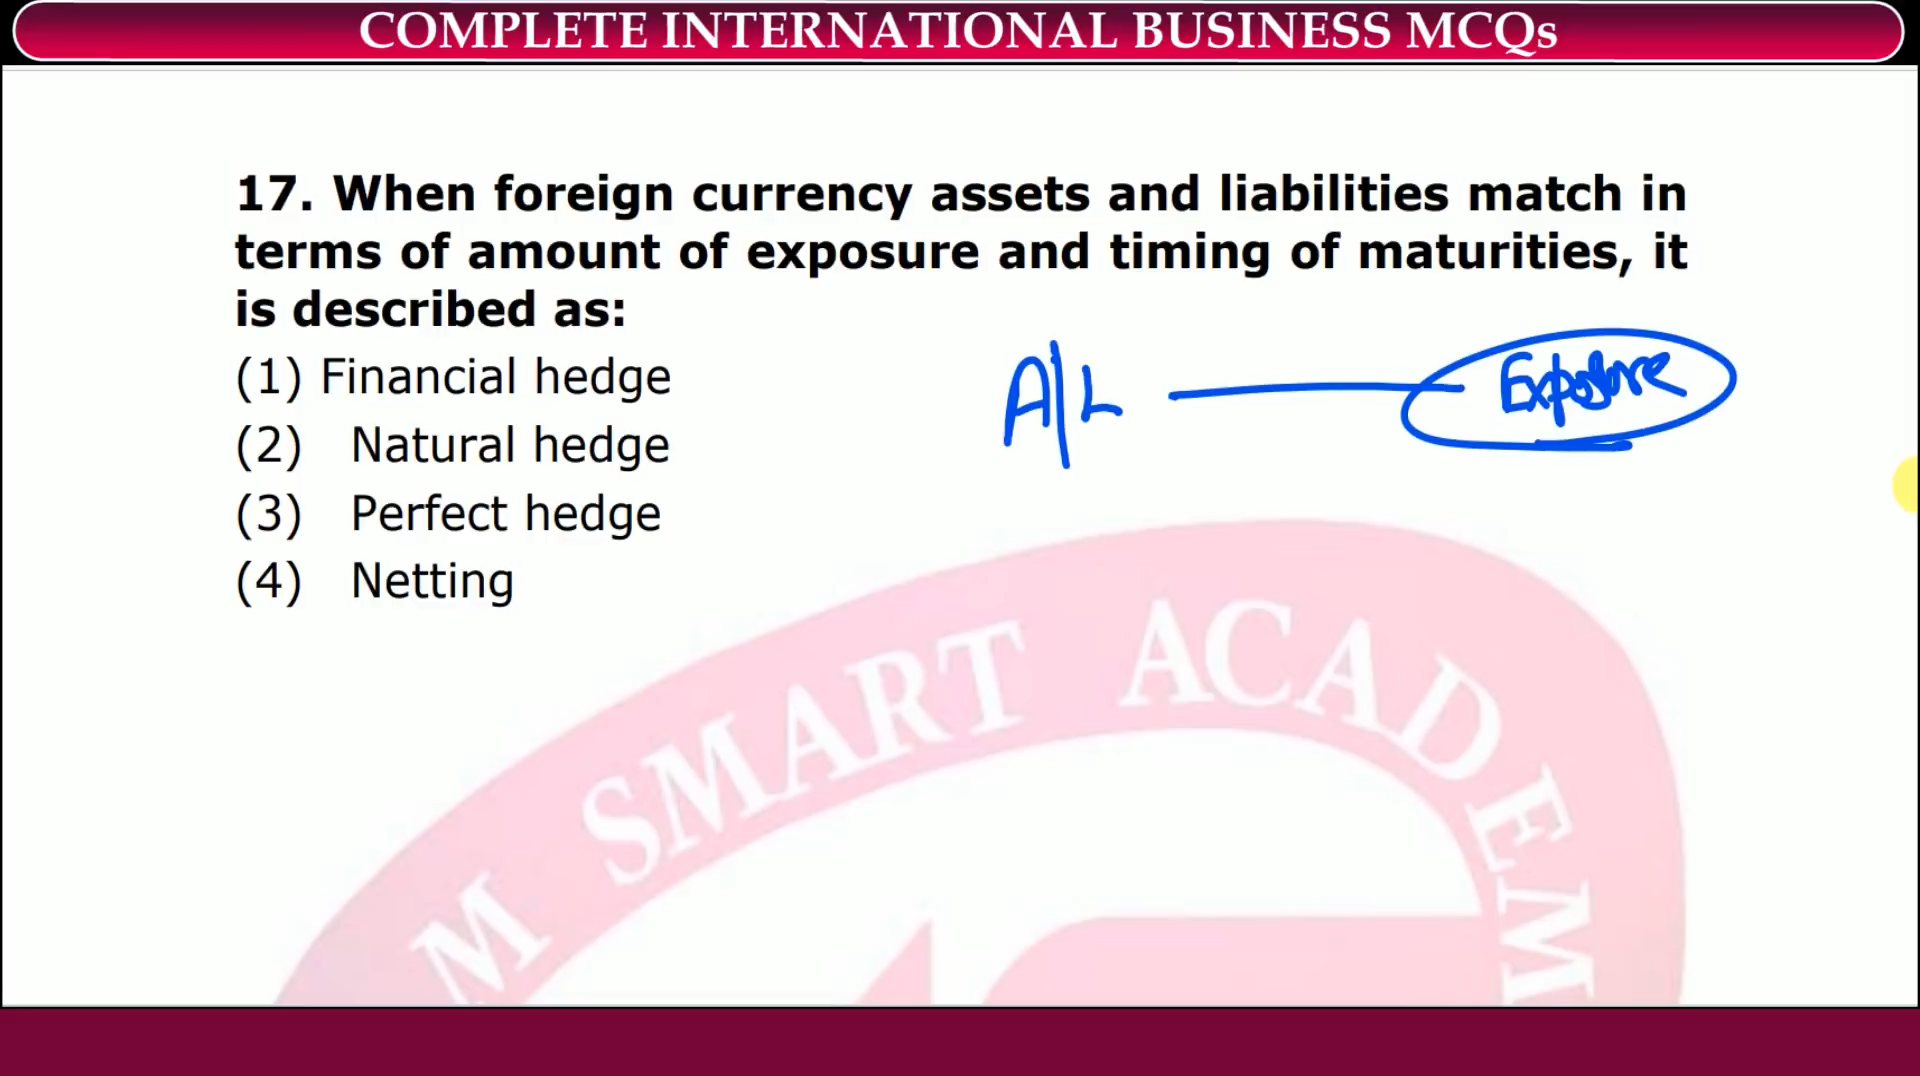 COMPLETE INTERNATIONAL BUSINESS MCQs
17. When foreign currency assets and liabilities match in
terms of amount of exposure and timing of maturities, it
is described as:
(1) Financial hedge
(2) Natural hedge
(3) Perfect hedge
(4) Netting
A|L
Exposure
M SMART ACADEM